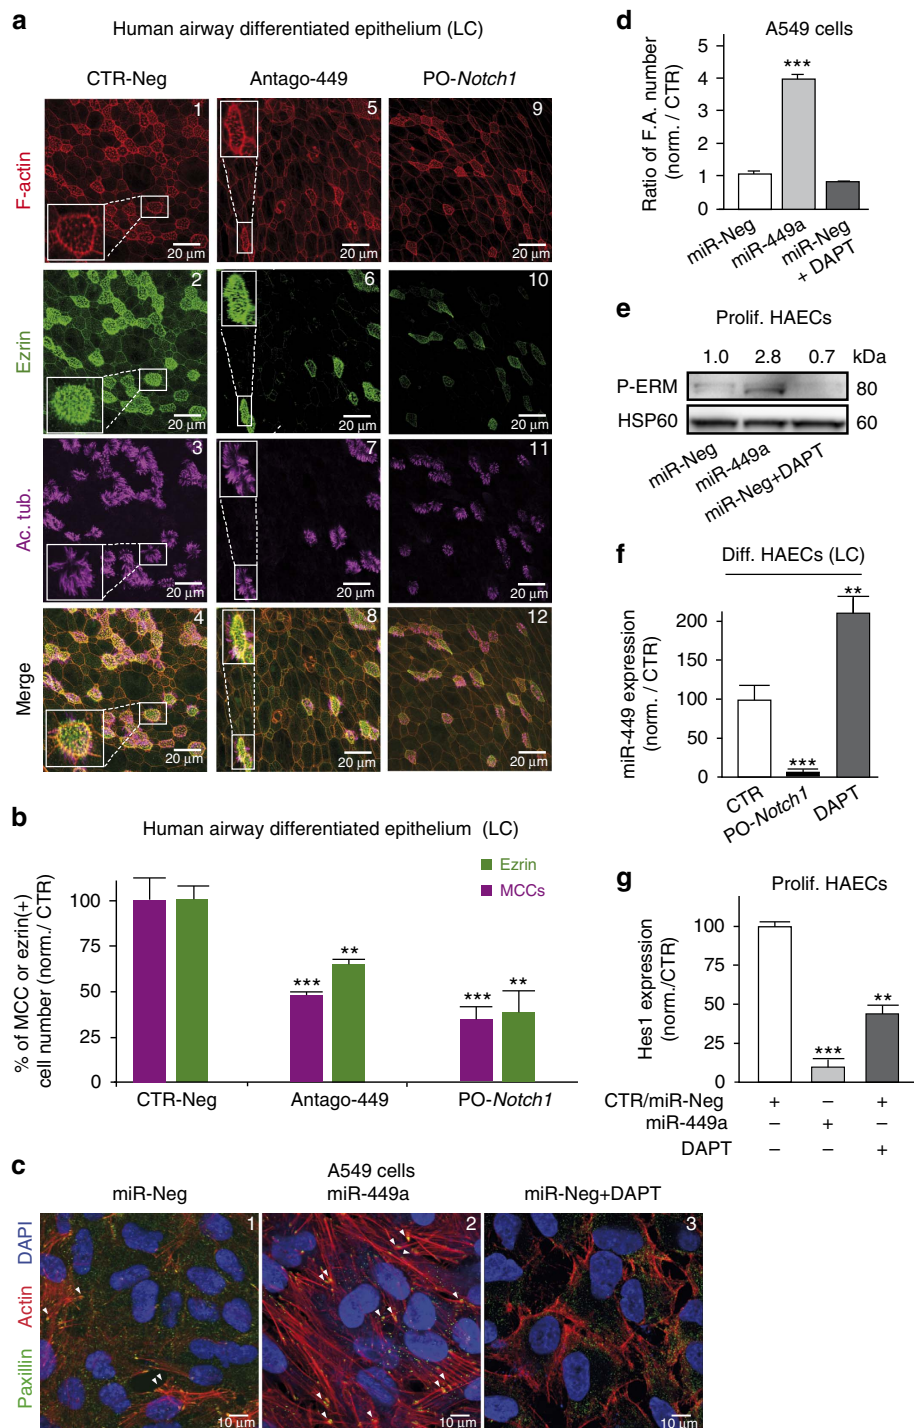 a
Human airway differentiated epithelium (LC)
CTR-Neg
Antago-449
PO-Notch1
F-actin
1
20 µm
5
20 µm
9
20 µm
Ezrin
2
20 µm
6
20 µm
10
20 µm
Ac. tub.
3
20 µm
7
20 µm
11
20 µm
Merge
4
20 µm
8
20 µm
12
20 µm
b
Human airway differentiated epithelium (LC)
% of MCC or ezrin(+)
cell number (norm./ CTR)
100
75
50
25
0
Ezrin
MCCs
***
**
***
**
CTR-Neg
Antago-449
PO-Notch1
c
A549 cells
miR-Neg
miR-449a
miR-Neg+DAPT
Paxillin Actin DAPI
1
10 µm
2
10 µm
3
10 µm
d
A549 cells
Ratio of F.A. number
(norm. / CTR)
5
4
3
2
1
0
***
miR-Neg
miR-449a
miR-Neg
+ DAPT
e
Prolif. HAECs
1.0 2.8 0.7 kDa
P-ERM 80
HSP60 60
miR-Neg
miR-449a
miR-Neg+DAPT
f
Diff. HAECs (LC)
miR-449 expression
(norm. / CTR)
200
150
100
50
0
***
**
CTR
PO-Notch1
DAPT
g
Prolif. HAECs
Hes1 expression
(norm./CTR)
100
75
50
25
0
***
**
CTR/miR-Neg + – +
miR-449a – + –
DAPT – – +